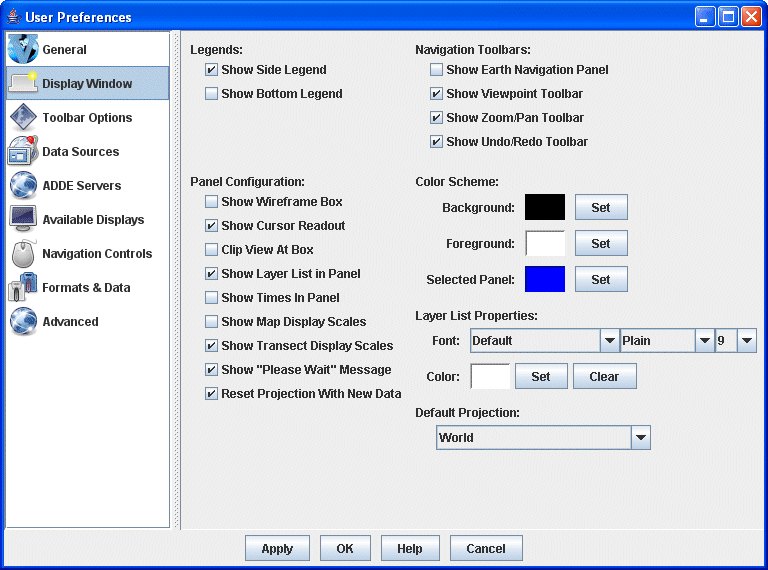 User Preferences
General
Display Window
Toolbar Options
Data Sources
ADDE Servers
Available Displays
Navigation Controls
Formats & Data
Advanced
Legends:
Show Side Legend
Show Bottom Legend
Navigation Toolbars:
Show Earth Navigation Panel
Show Viewpoint Toolbar
Show Zoom/Pan Toolbar
Show Undo/Redo Toolbar
Panel Configuration:
Show Wireframe Box
Show Cursor Readout
Clip View At Box
Show Layer List in Panel
Show Times In Panel
Show Map Display Scales
Show Transect Display Scales
Show "Please Wait" Message
Reset Projection With New Data
Color Scheme:
Background: Set
Foreground: Set
Selected Panel: Set
Layer List Properties:
Font: Default Plain 9
Color: Set Clear
Default Projection:
World
Apply OK Help Cancel